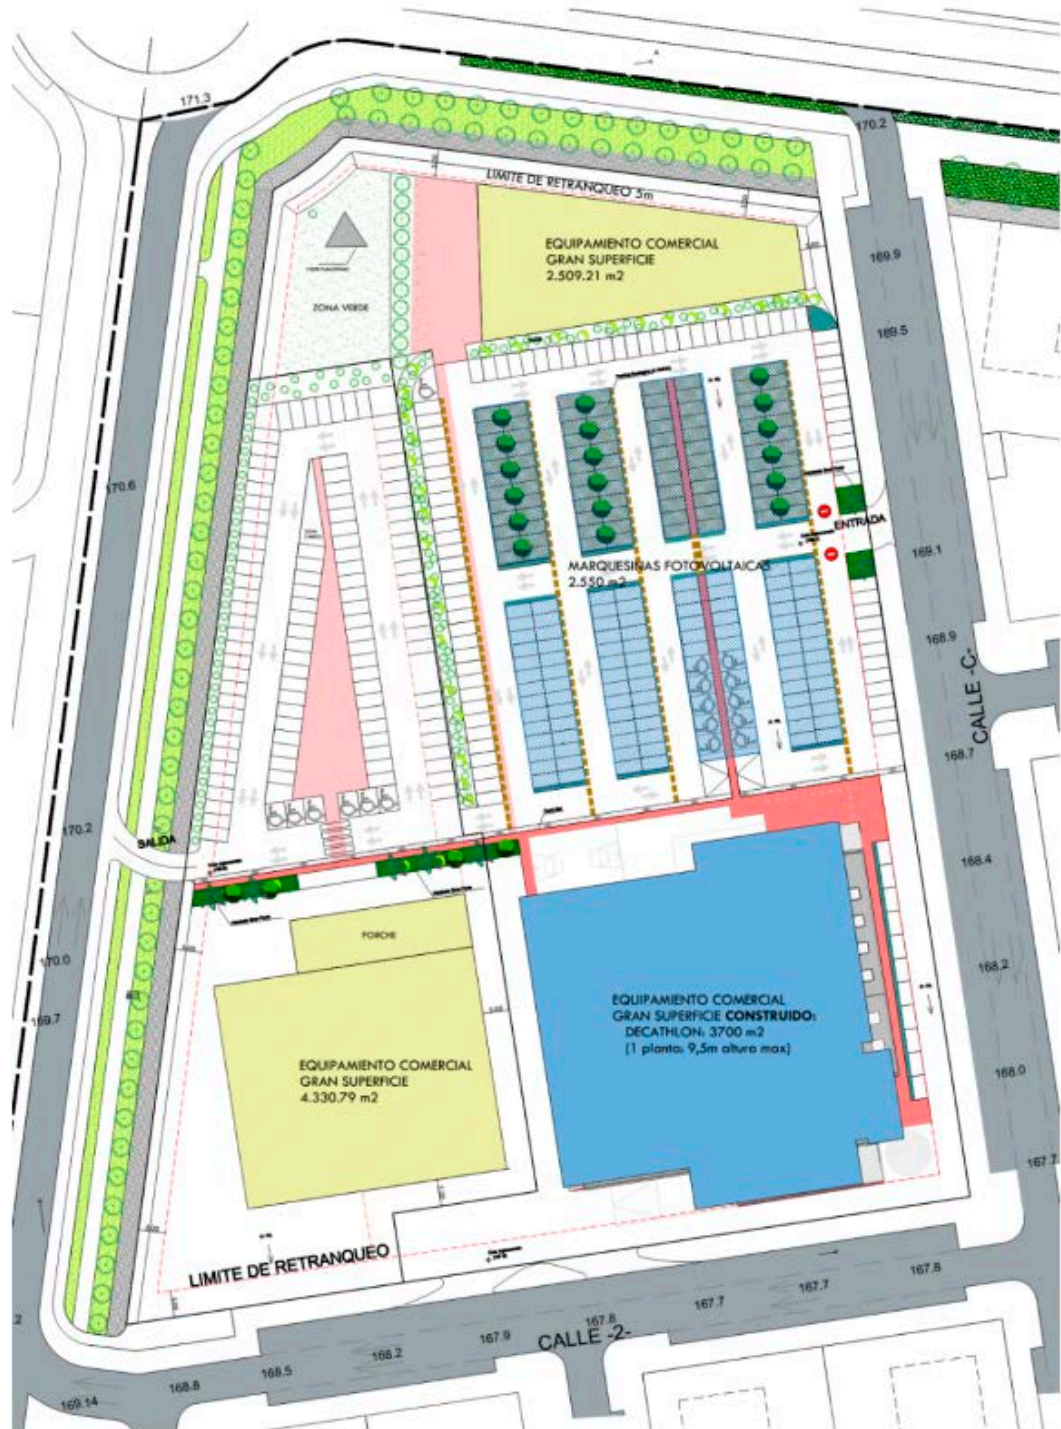 A
171.3
170.2
LIMITE DE RETRANQUEO 5m
EQUIPAMIENTO COMERCIAL
GRAN SUPERFICIE
2.509.21 m2
169.9
ZONA VERDE
169.5
170.6
ENTRADA
169.1
MARQUESINAS FOTOVOLTAICAS
2.550 m2
168.9
CALLE -C-
168.7
170.2
SALIDA
168.4
PORCHE
170.0
168.2
169.7
EQUIPAMIENTO COMERCIAL
GRAN SUPERFICIE CONSTRUIDO:
DECATHLON: 3700 m2
(1 planta: 9,5m altura max)
EQUIPAMIENTO COMERCIAL
GRAN SUPERFICIE
4.330.79 m2
168.0
167.7
LIMITE DE RETRANQUEO
167.8
167.7
167.7
167.8
167.9
CALLE -2-
168.2
168.5
168.8
169.14